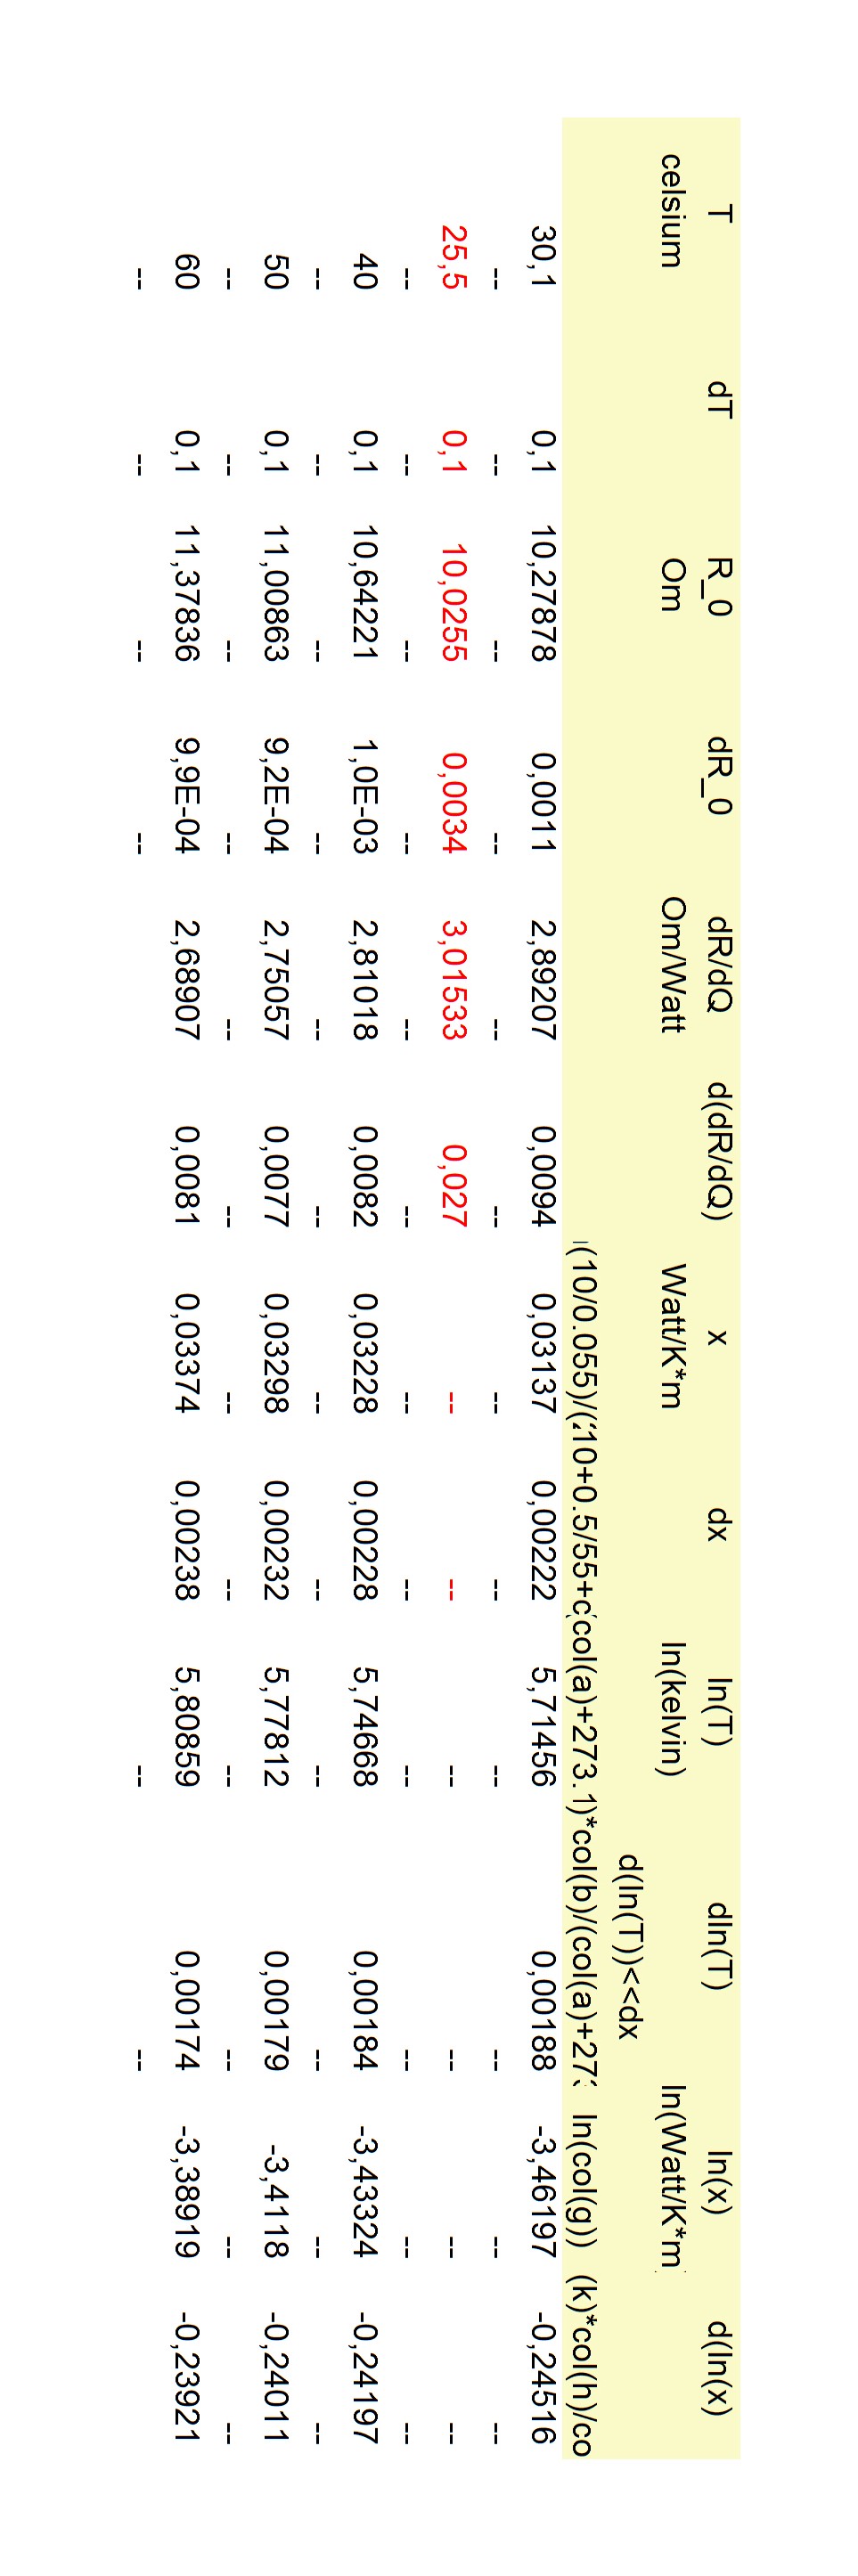 T dT R_0 dR_0 dR/dQ d(dR/dQ) x dx ln(T) dln(T) ln(x) d(ln(x)
celsium Om Om/Watt Watt/K*m ln(kelvin) ln(Watt/K*m
d(ln(T))<<dx
(10/0.055)/( 10+0.5/55+c (col(a)+273.1 )*col(b)/(col(a)+27 ln(col(g)) (k)*col(h)/co
30,1 0,1 10,27878 0,0011 2,89207 0,0094 0,03137 0,00222 5,71456 0,00188 -3,46197 -0,24516
-- -- -- -- -- -- -- -- -- -- -- --
25,5 0,1 10,0255 0,0034 3,01533 0,027 -- -- -- -- -- --
-- -- -- -- -- -- -- -- -- -- -- --
40 0,1 10,64221 1,0E-03 2,81018 0,0082 0,03228 0,00228 5,74668 0,00184 -3,43324 -0,24197
-- -- -- -- -- -- -- -- -- -- -- --
50 0,1 11,00863 9,2E-04 2,75057 0,0077 0,03298 0,00232 5,77812 0,00179 -3,4118 -0,24011
-- -- -- -- -- -- -- -- -- -- -- --
60 0,1 11,37836 9,9E-04 2,68907 0,0081 0,03374 0,00238 5,80859 0,00174 -3,38919 -0,23921
-- -- -- -- -- --